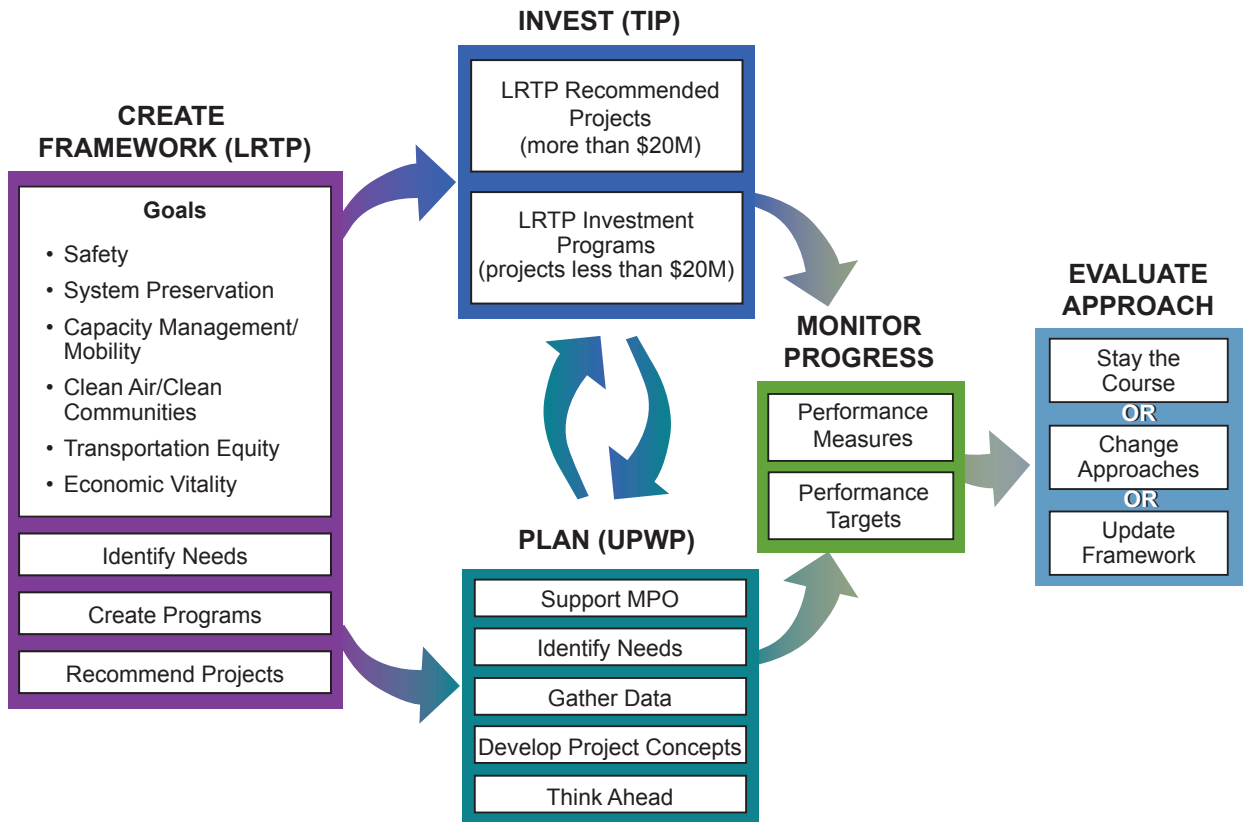 CREATE
FRAMEWORK (LRTP)
Goals
• Safety
• System Preservation
• Capacity Management/
Mobility
• Clean Air/Clean
Communities
• Transportation Equity
• Economic Vitality
Identify Needs
Create Programs
Recommend Projects
INVEST (TIP)
LRTP Recommended
Projects
(more than $20M)
LRTP Investment
Programs
(projects less than $20M)
PLAN (UPWP)
Support MPO
Identify Needs
Gather Data
Develop Project Concepts
Think Ahead
MONITOR
PROGRESS
Performance
Measures
Performance
Targets
EVALUATE
APPROACH
Stay the
Course
OR
Change
Approaches
OR
Update
Framework